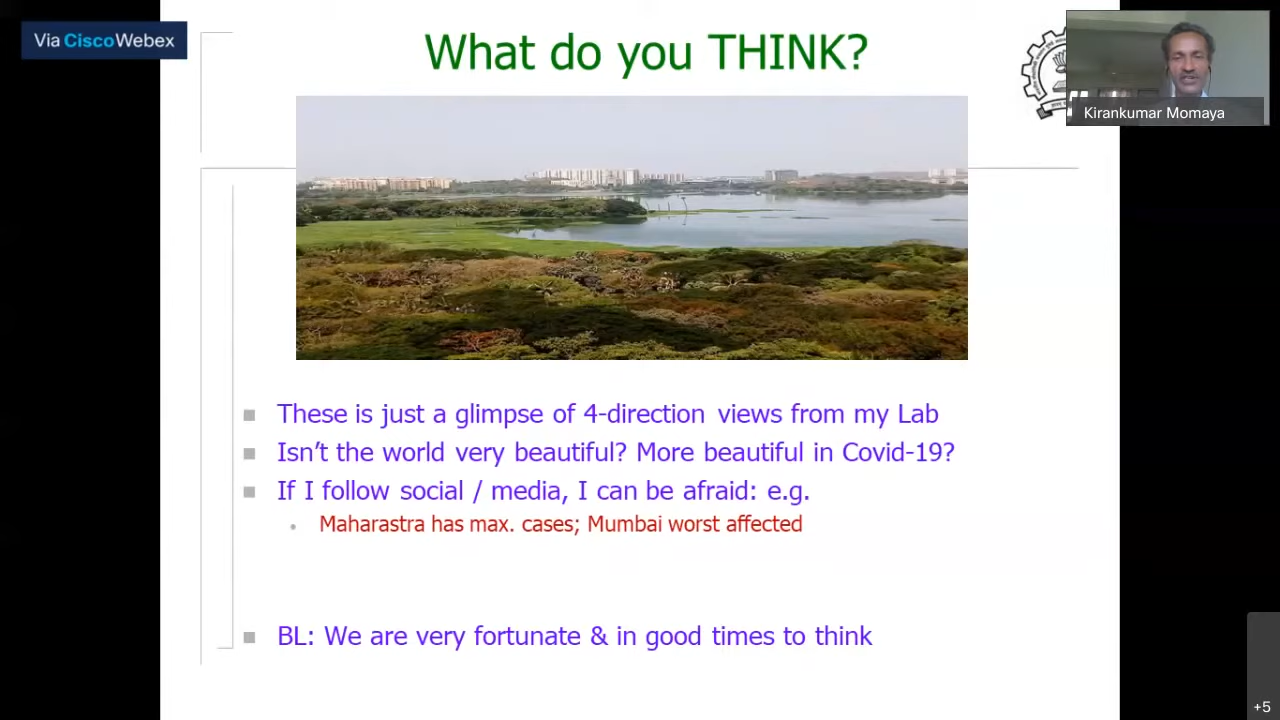 Via Cisco Webex
What do you THINK?
Kirankumar Momaya
These is just a glimpse of 4-direction views from my Lab
Isn’t the world very beautiful? More beautiful in Covid-19?
If I follow social / media, I can be afraid: e.g.
Maharastra has max. cases; Mumbai worst affected
BL: We are very fortunate & in good times to think
+5